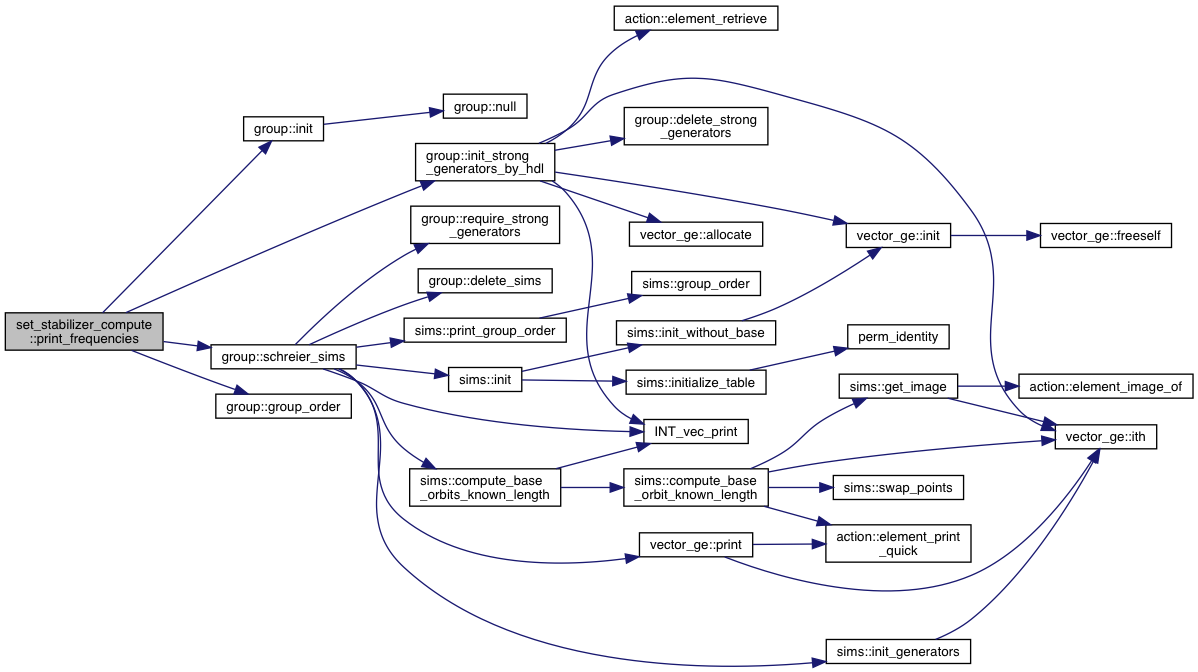 action::element_retrieve
group::null
group::delete_strong
_generators
group::init
group::init_strong
_generators_by_hdl
group::require_strong
_generators
vector_ge::allocate
vector_ge::init
vector_ge::freeself
group::delete_sims
sims::group_order
set_stabilizer_compute
::print_frequencies
sims::print_group_order
sims::init_without_base
perm_identity
group::schreier_sims
sims::init
sims::initialize_table
sims::get_image
action::element_image_of
group::group_order
INT_vec_print
vector_ge::ith
sims::compute_base
_orbits_known_length
sims::compute_base
_orbit_known_length
sims::swap_points
vector_ge::print
action::element_print
_quick
sims::init_generators